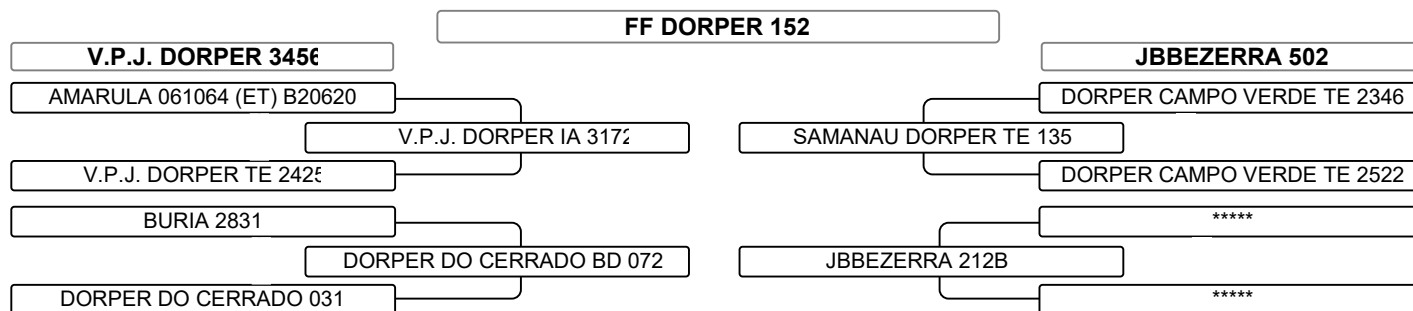 FF DORPER 152
V.P.J. DORPER 3456
JBBEZERRA 502
AMARULA 061064 (ET) B20620
DORPER CAMPO VERDE TE 2346
V.P.J. DORPER IA 3172
SAMANAU DORPER TE 135
V.P.J. DORPER TE 2425
DORPER CAMPO VERDE TE 2522
BURIA 2831
*****
DORPER DO CERRADO BD 072
JBBEZERRA 212B
DORPER DO CERRADO 031
*****